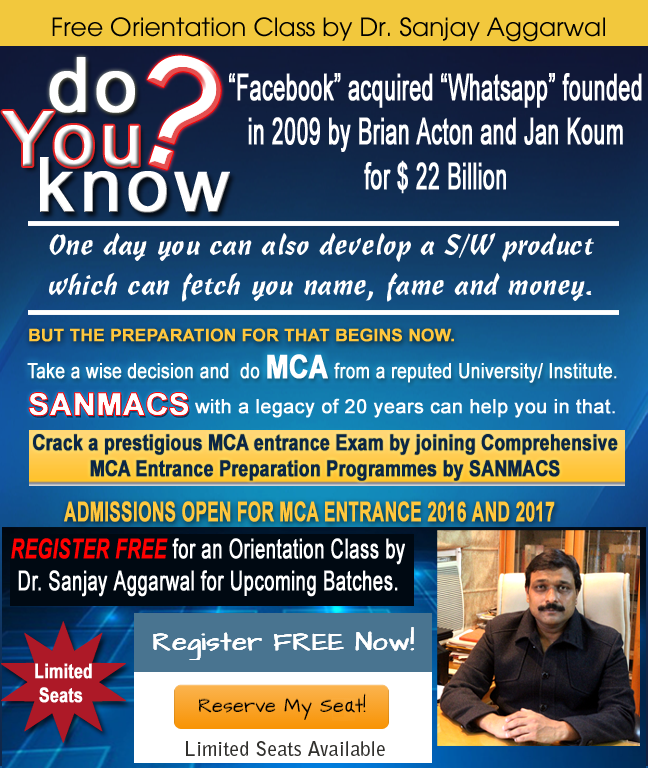 Free Orientation Class by Dr. Sanjay Aggarwal
do
You?
know
“Facebook” acquired “Whatsapp” founded
in 2009 by Brian Acton and Jan Koum
for $ 22 Billion
One day you can also develop a S/W product
which can fetch you name, fame and money.
BUT THE PREPARATION FOR THAT BEGINS NOW.
Take a wise decision and do MCA from a reputed University/ Institute.
SANMACS with a legacy of 20 years can help you in that.
Crack a prestigious MCA entrance Exam by joining Comprehensive
MCA Entrance Preparation Programmes by SANMACS
ADMISSIONS OPEN FOR MCA ENTRANCE 2016 AND 2017
REGISTER FREE for an Orientation Class by
Dr. Sanjay Aggarwal for Upcoming Batches.
Limited
Seats
Register FREE Now!
Reserve My Seat!
Limited Seats Available